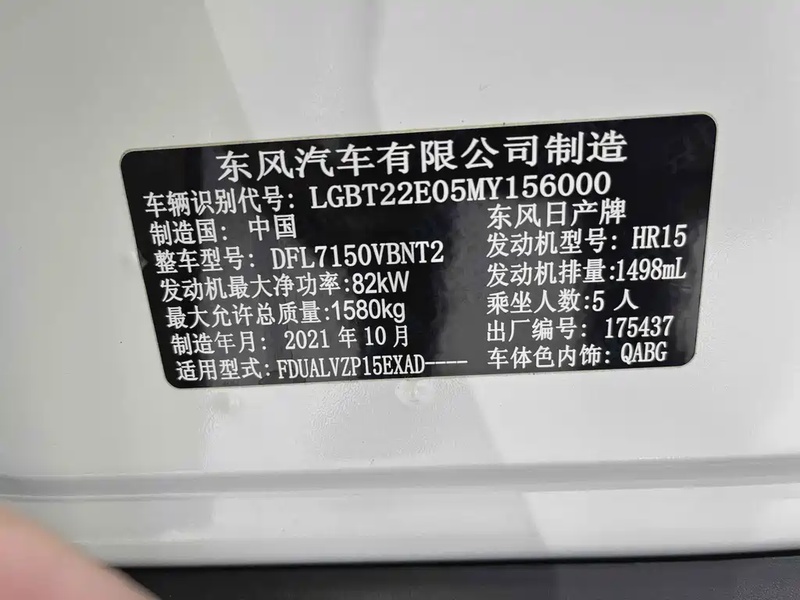 东风汽车有限公司制造
车辆识别代号: LGBT22E05MY156000
制造国: 中国 东风日产牌
整车型号: DFL7150VBNT2 发动机型号: HR15
发动机最大净功率:82kW 发动机排量:1498mL
最大允许总质量:1580kg 乘坐人数:5 人
制造年月: 2021 年 10 月 出厂编号: 175437
适用型式: FDUALVZP15EXAD---- 车体色内饰: QABG